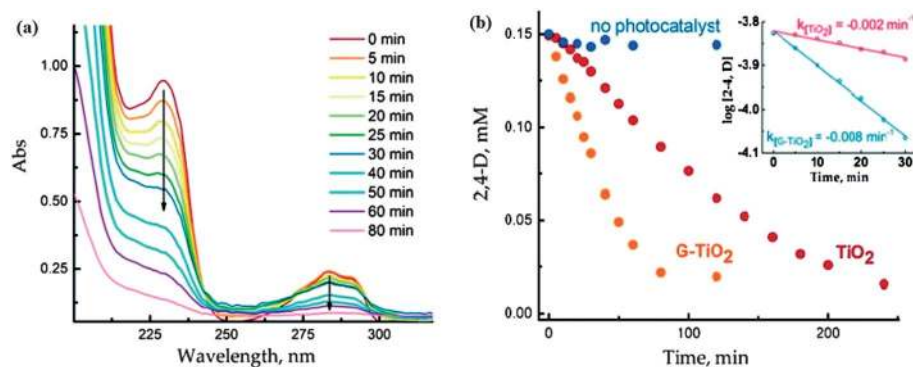 (a)
1.00
0.75
0.50
0.25
Abs
0 min
5 min
10 min
15 min
20 min
25 min
30 min
40 min
50 min
60 min
80 min
225
250
275
300
Wavelength, nm
(b)
0.20
0.15
0.10
0.05
0.00
2,4-D, mM
no photocatalyst
G-TiO₂
TiO₂
0
100
200
Time, min
k[TiO₂] = -0.002 min⁻¹
k[G-TiO₂] = -0.008 min⁻¹
-3.8
-3.9
-4.0
-4.1
log [2-4, D]
0
10
20
30
Time, min